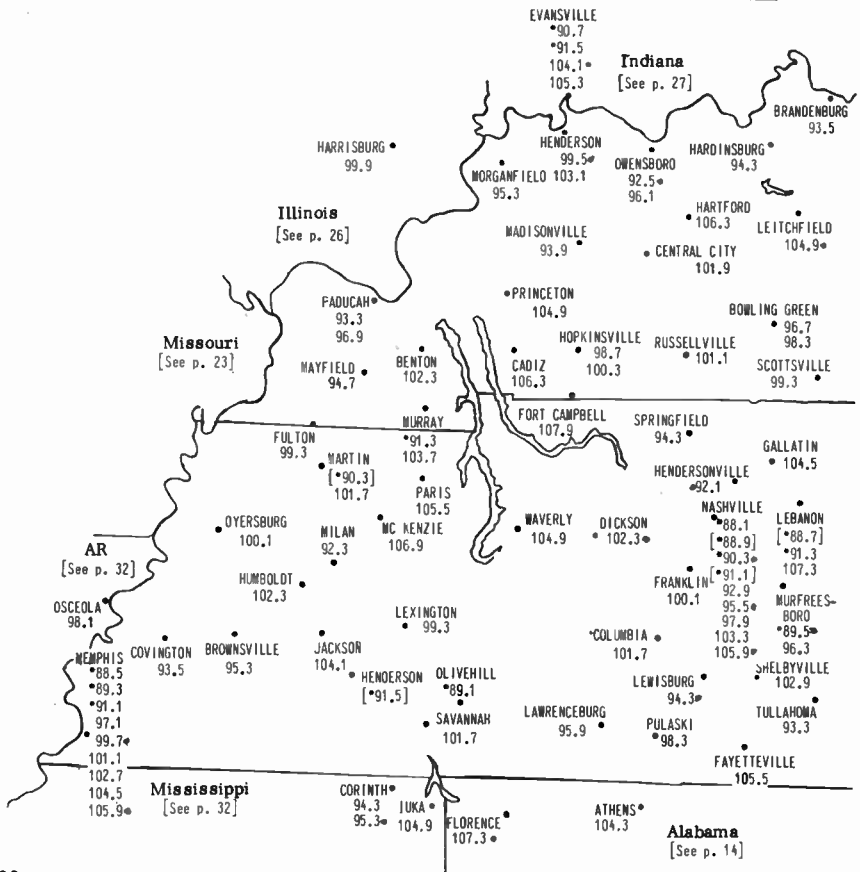 EVANSVILLE
•90.7
•91.5
104.1•
105.3
Indiana
[See p. 27]
BRANDENBURG
93.5
HARRISBURG
99.9
HENDERSON
99.5•
103.1
MORGANFIELD
95.3
OWENSBORO
92.5•
96.1
HARDINSBURG
94.3
Illinois
[See p. 26]
HARTFORD
106.3
LEITCHFIELD
104.9•
MADISONVILLE
93.9
CENTRAL CITY
101.9
PADUCAH
93.3
96.9
PRINCETON
104.9
BOWLING GREEN
96.7
98.3
Missouri
[See p. 23]
MAYFIELD
94.7
BENTON
102.3
CADIZ
106.3
HOPKINSVILLE
98.7
100.3
RUSSELLVILLE
101.1
SCOTTSVILLE
99.3
FULTON
99.3
MURRAY
•91.3
103.7
FORT CAMPBELL
107.9
SPRINGFIELD
94.3
GALLATIN
104.5
MARTIN
[•90.3]
101.7
PARIS
105.5
HENDERSONVILLE
92.1
OYERSBURG
100.1
MILAN
92.3
MC KENZIE
106.9
WAVERLY
104.9
DICKSON
102.3•
NASHVILLE
•88.1
[•88.9]
•90.3•
[•91.1]
92.9
95.5•
97.9
103.3
105.9•
LEBANON
[•88.7]
•91.3
107.3
AR
[See p. 32]
HUMBOLDT
102.3
FRANKLIN
100.1
MURFREES-
BORO
•89.5•
96.3
OSCEOLA
98.1
LEXINGTON
99.3
COVINGTON
93.5
BROWNSVILLE
95.3
JACKSON
104.1
COLUMBIA
101.7
MEMPHIS
•88.5
•89.3
•91.1
97.1
99.7•
101.1
102.7
104.5
105.9•
HENDERSON
[•91.5]
OLIVEHILL
•89.1
LEWISBURG
94.3•
SHELBYVILLE
102.9
SAVANNAH
101.7
LAWRENCEBURG
95.9
PULASKI
98.3
TULLAHOMA
93.3
FAYETTEVILLE
105.5
Mississippi
[See p. 32]
CORINTH
94.3
95.3•
IUKA
104.9
FLORENCE
107.3•
ATHENS
104.3
Alabama
[See p. 14]